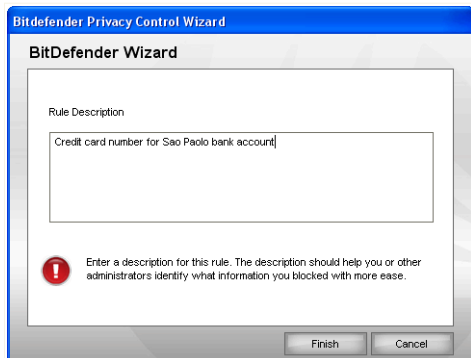 Bitdefender Privacy Control Wizard
BitDefender Wizard
Rule Description
Credit card number for Sao Paolo bank account
Enter a description for this rule. The description should help you or other
administrators identify what information you blocked with more ease.
Finish Cancel